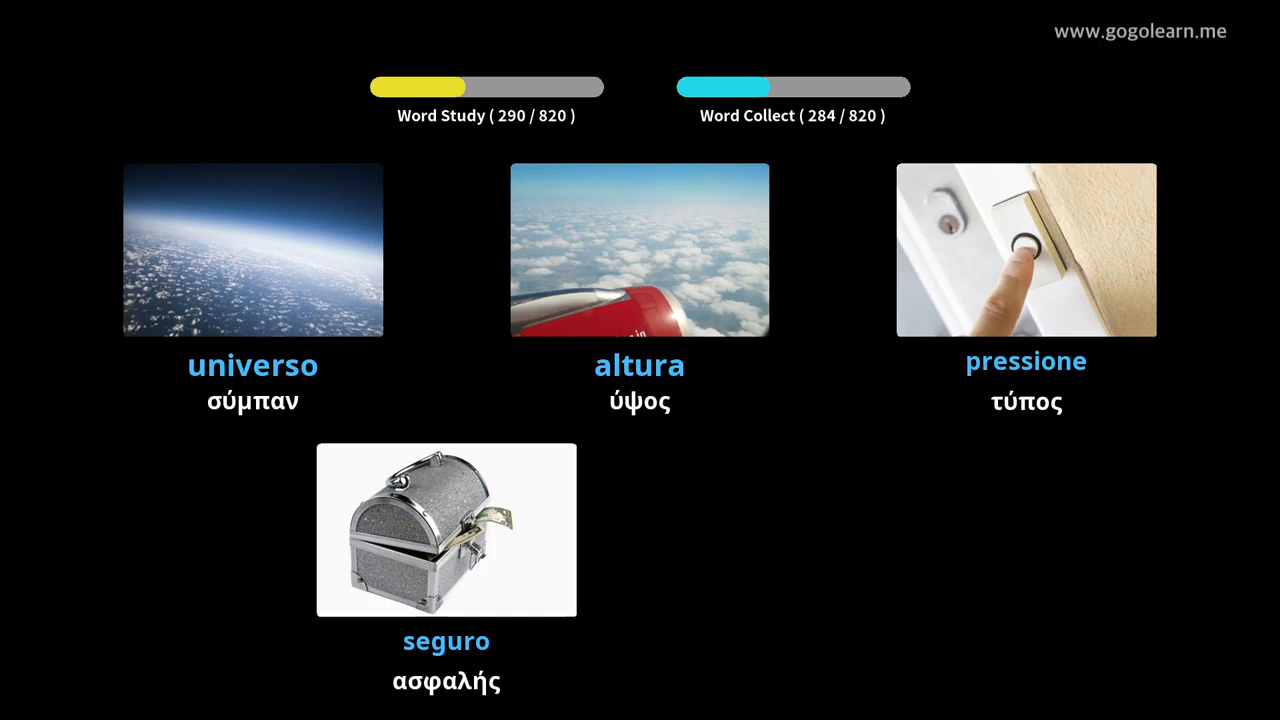 www.gogolearn.me
Word Study ( 290 / 820 )
Word Collect ( 284 / 820 )
universo
σύμπαν
altura
ύψος
pressione
τύπος
seguro
ασφαλής